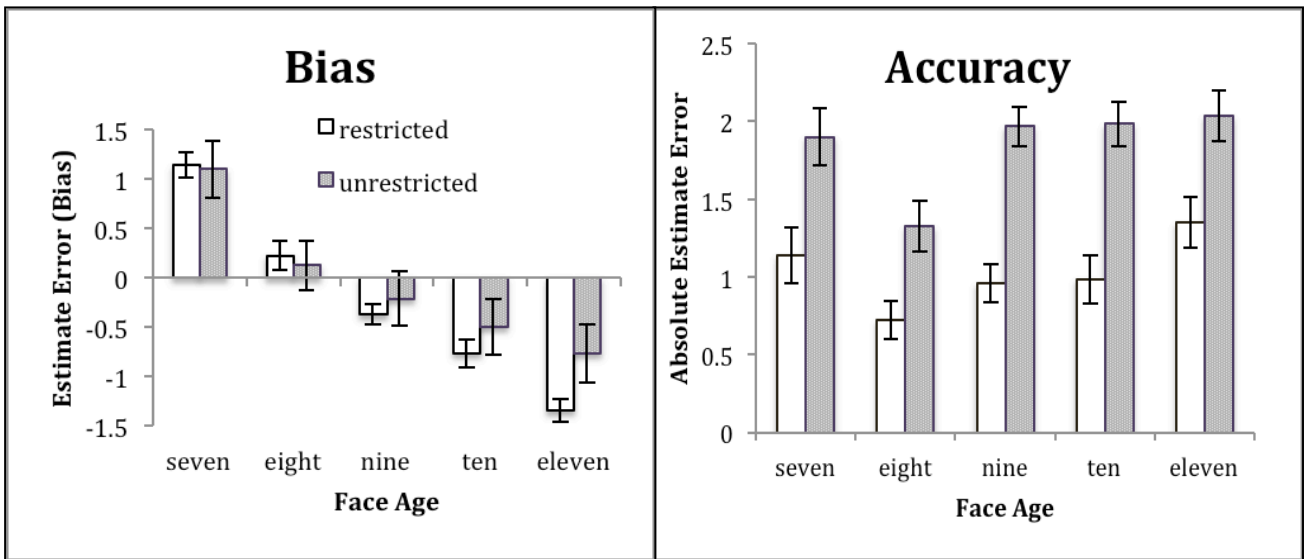 Bias
restricted
unrestricted
Estimate Error (Bias)
1.5
1
0.5
0
-0.5
-1
-1.5
seven eight nine ten eleven
Face Age
Accuracy
Absolute Estimate Error
2.5
2
1.5
1
0.5
0
seven eight nine ten eleven
Face Age